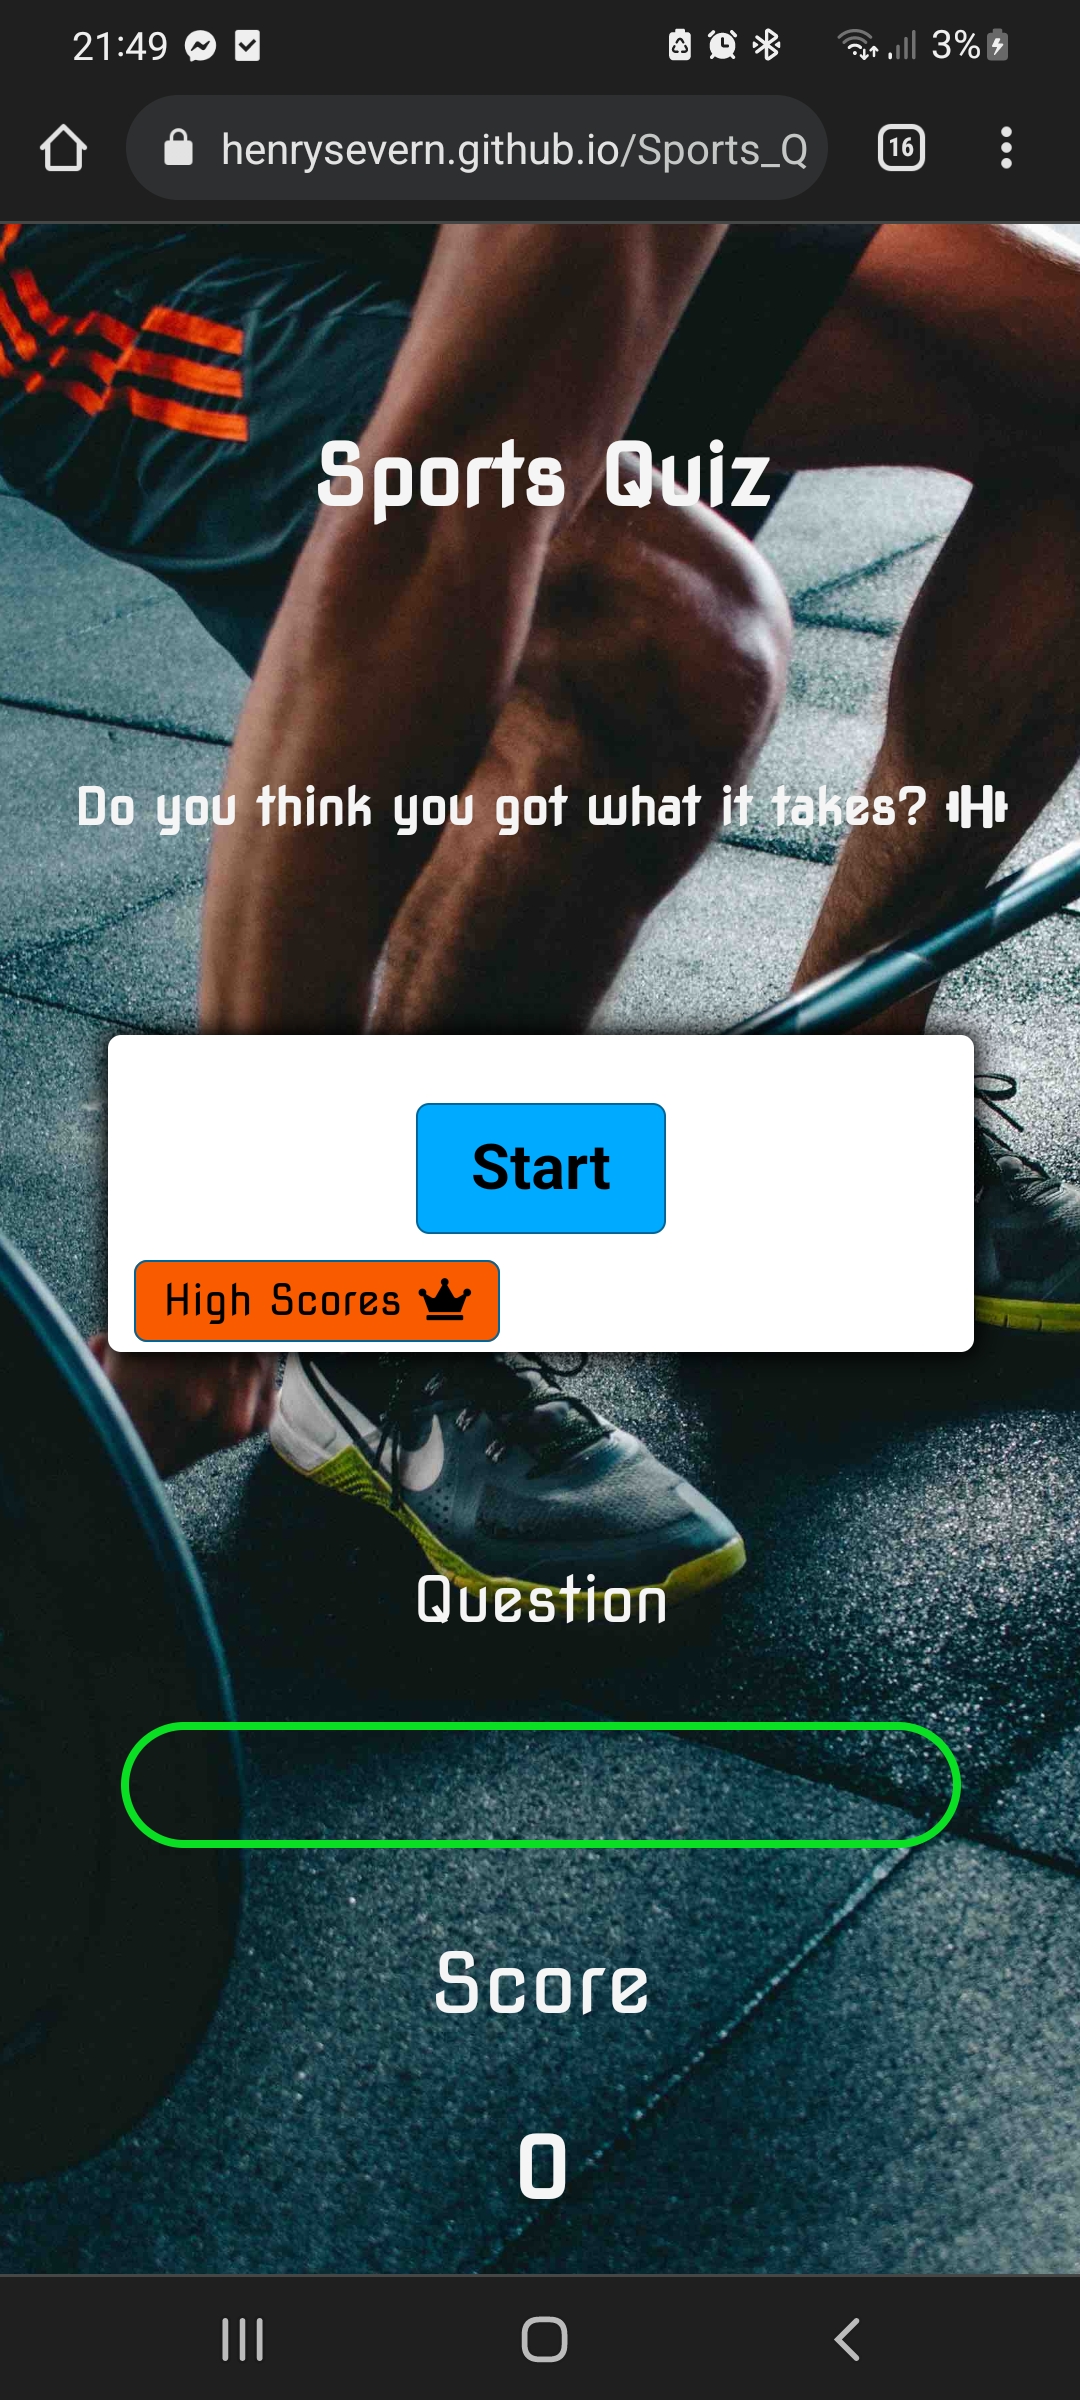 21:49
3%
henrysevern.github.io/Sports_Q
16
Sports Quiz
Do you think you got what it takes?
Start
High Scores
Question
Score
0